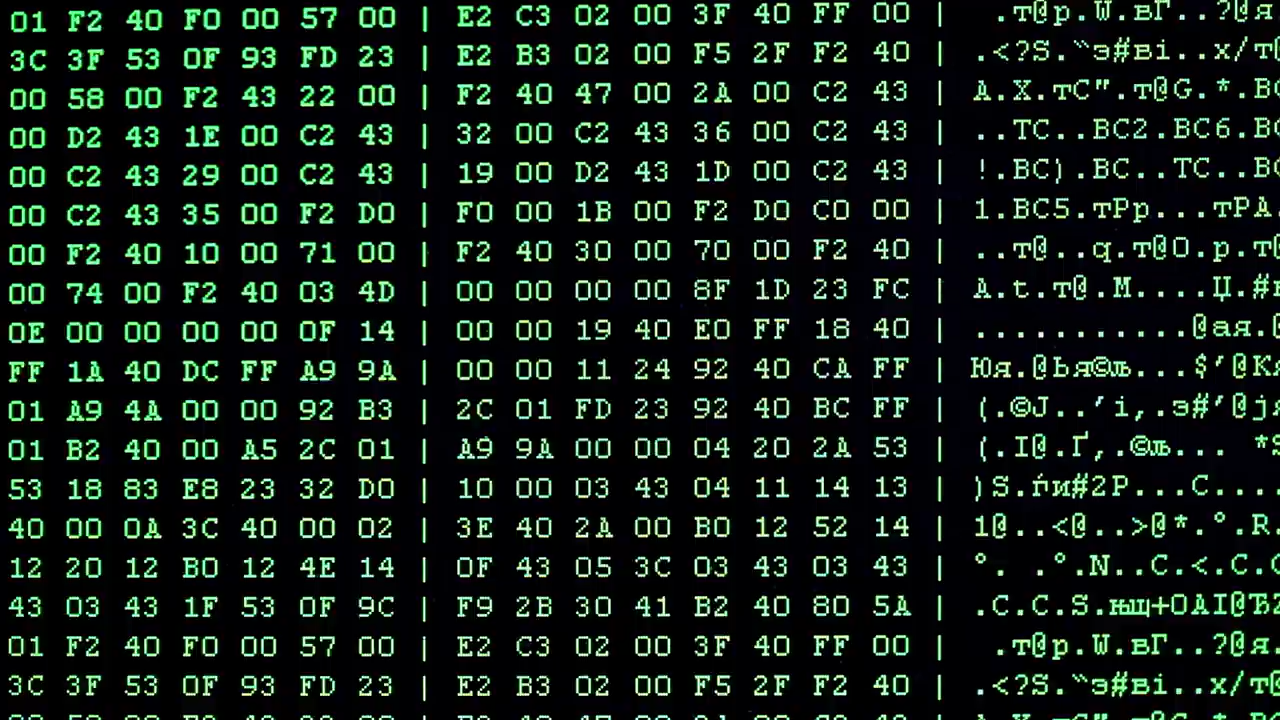 01 F2 40 F0 00 57 00 | E2 C3 02 00 3F 40 FF 00 | .т@р.W.вГ..?@я
3C 3F 53 0F 93 FD 23 | E2 B3 02 00 F5 2F F2 40 | .<?S.“э#ві..х/т@
00 58 00 F2 43 22 00 | F2 40 47 00 2A 00 C2 43 | A.X.тC".т@G.*.ВC
00 D2 43 1E 00 C2 43 | 32 00 C2 43 36 00 C2 43 | ..ТC..ВC2.ВC6.В
00 C2 43 29 00 C2 43 | 19 00 D2 43 1D 00 C2 43 | !.ВC).ВC..ТC..В
00 C2 43 35 00 F2 D0 | F0 00 1B 00 F2 D0 C0 00 | 1.ВC5.тРр...тРА
00 F2 40 10 00 71 00 | F2 40 30 00 70 00 F2 40 | ..т@..q.т@0.p.т@
00 74 00 F2 40 03 4D | 00 00 00 00 8F 1D 23 FC | A.t.т@.M....Џ.#
0E 00 00 00 00 0F 14 | 00 00 19 40 E0 FF 18 40 | ...........@ая.@
FF 1A 40 DC FF A9 9A | 00 00 11 24 92 40 CA FF | Юя.@Ья©љ...$’@Кя
01 A9 4A 00 00 92 B3 | 2C 01 FD 23 92 40 BC FF | (.©J..’і,.э#’@ј
01 B2 40 00 A5 2C 01 | A9 9A 00 00 04 20 2A 53 | (.І@.Ґ,.©љ... *S
53 18 83 E8 23 32 D0 | 10 00 03 43 04 11 14 13 | )S.ѓи#2Р...C....
40 00 0A 3C 40 00 02 | 3E 40 2A 00 B0 12 52 14 | 1@..<@..>@*.°.R.
12 20 12 B0 12 4E 14 | 0F 43 05 3C 03 43 03 43 | °. .°.N..C.<.C.C
43 03 43 1F 53 0F 9C | F9 2B 30 41 B2 40 80 5A | .C.C.S.њщ+0AІ@ЂZ
01 F2 40 F0 00 57 00 | E2 C3 02 00 3F 40 FF 00 | .т@р.W.вГ..?@я.
3C 3F 53 0F 93 FD 23 | E2 B3 02 00 F5 2F F2 40 | .<?S.“э#ві..х/т@